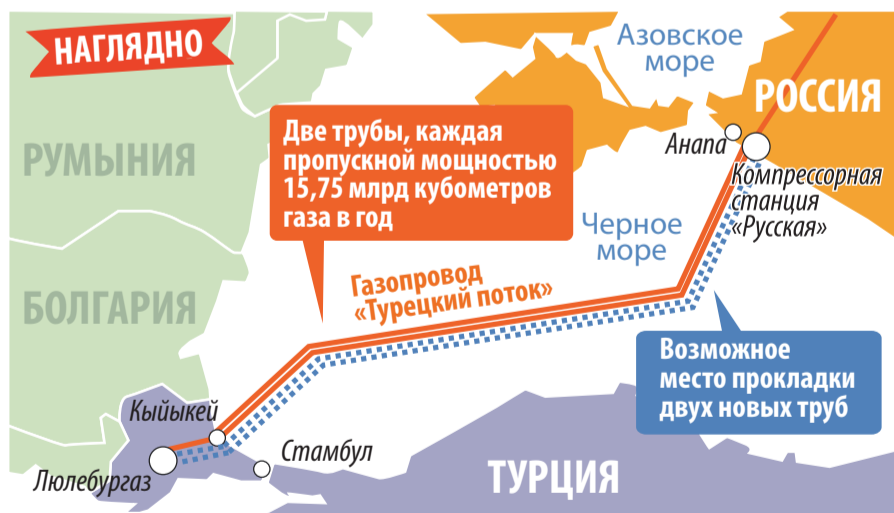 НАГЛЯДНО
Азовское
море
РОССИЯ
РУМЫНИЯ
Две трубы, каждая
пропускной мощностью
15,75 млрд кубометров
газа в год
Анапа
Компрессорная
станция
«Русская»
Черное
море
Газопровод
«Турецкий поток»
БОЛГАРИЯ
Возможное
место прокладки
двух новых труб
Кыйыкей
Стамбул
Люлебургаз
ТУРЦИЯ